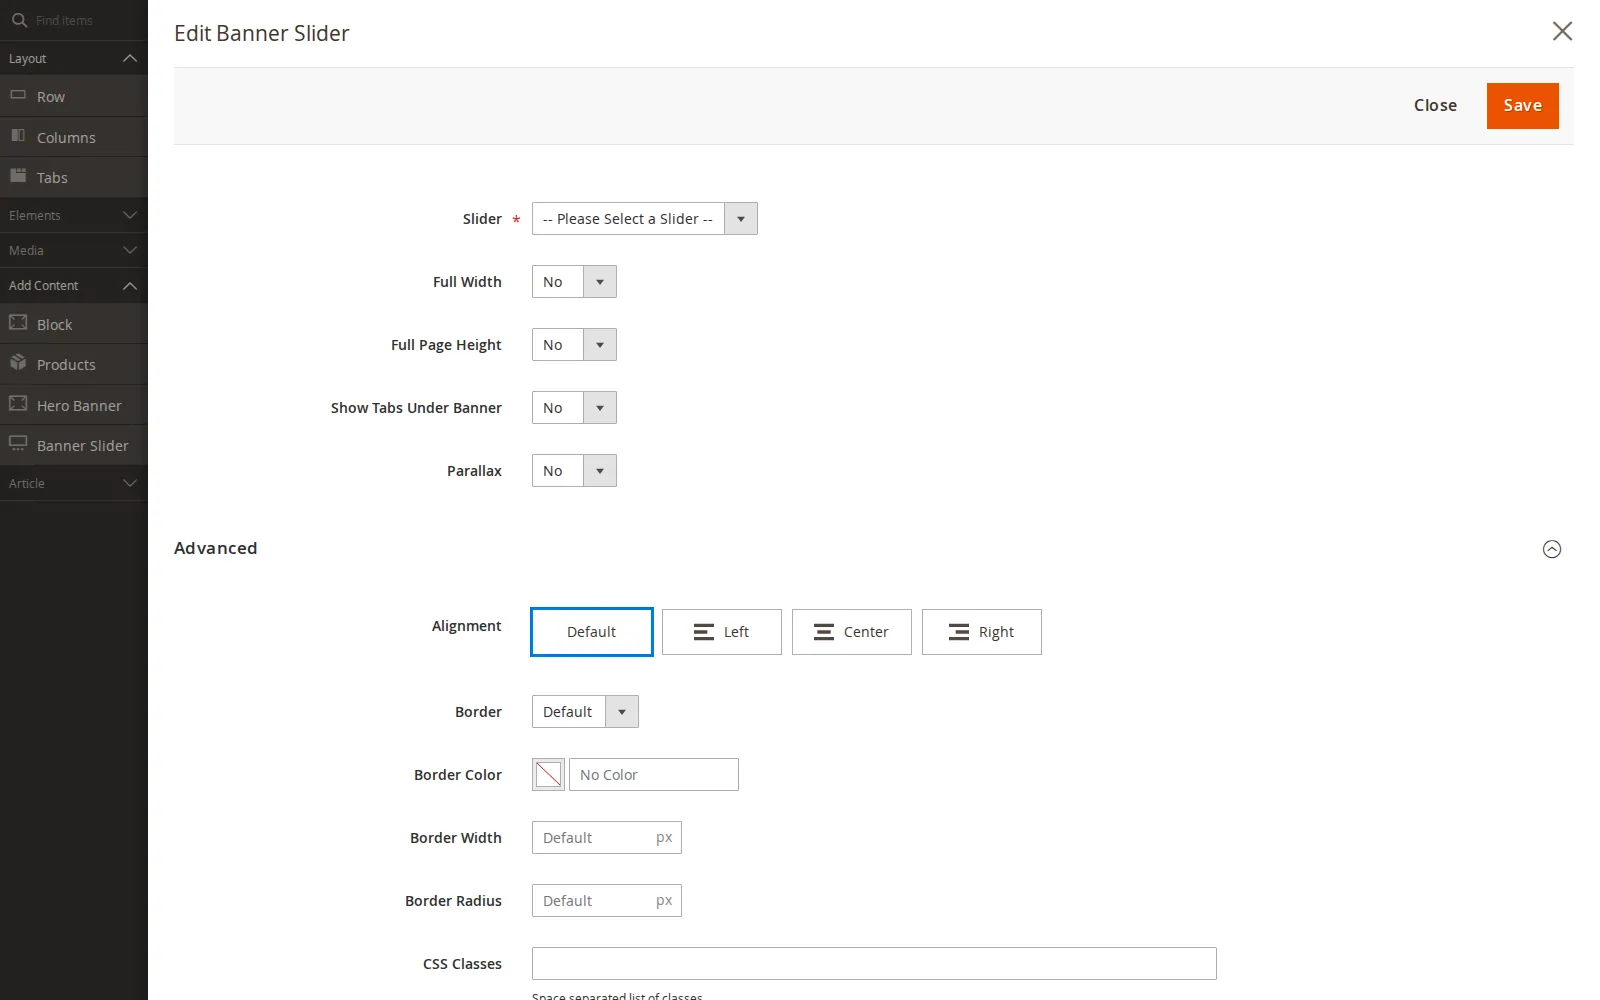 Find items
Layout
Row
Columns
Tabs
Elements
Media
Add Content
Block
Products
Hero Banner
Banner Slider
Article
Edit Banner Slider
Close
Save
Slider *
-- Please Select a Slider --
Full Width
No
Full Page Height
No
Show Tabs Under Banner
No
Parallax
No
Advanced
Alignment
Default
Left
Center
Right
Border
Default
Border Color
No Color
Border Width
Default px
Border Radius
Default px
CSS Classes
Space separated list of classes